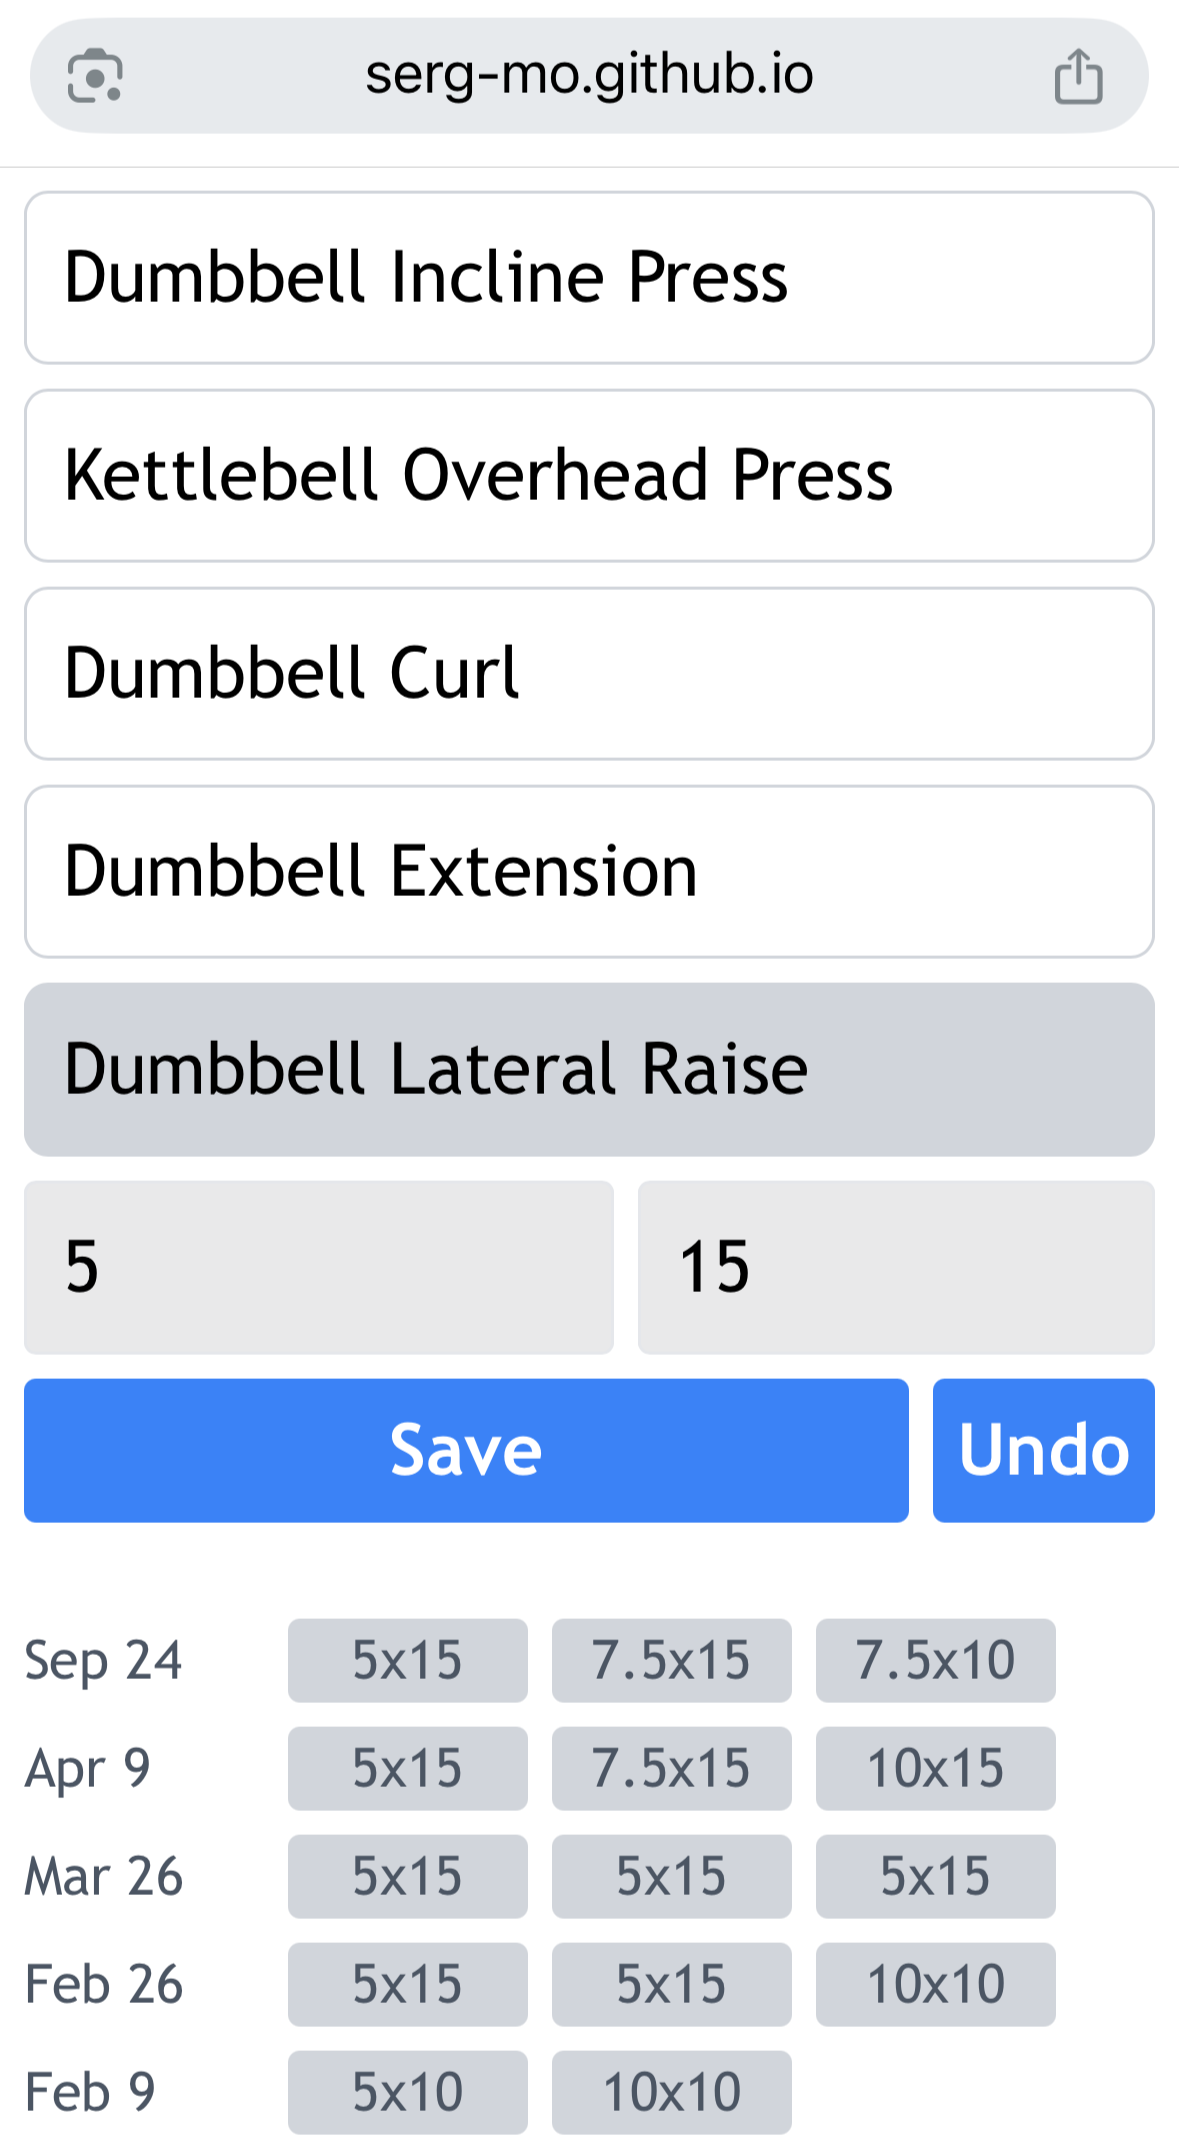 serg-mo.github.io
Dumbbell Incline Press
Kettlebell Overhead Press
Dumbbell Curl
Dumbbell Extension
Dumbbell Lateral Raise
5 15
Save Undo
Sep 24 5x15 7.5x15 7.5x10
Apr 9 5x15 7.5x15 10x15
Mar 26 5x15 5x15 5x15
Feb 26 5x15 5x15 10x10
Feb 9 5x10 10x10